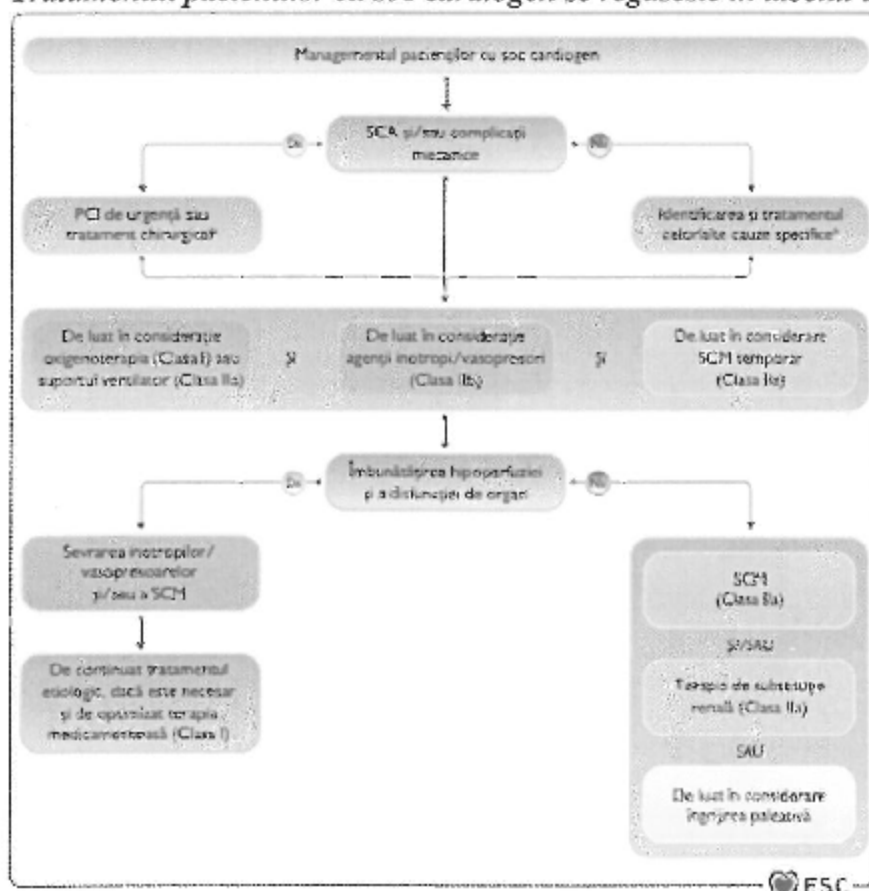 Managementul pacienților cu șoc cardiogen
SCA și/sau complicații
mecanice
Da
Nu
PCI de urgență sau
tratament chirurgical*
Identificarea și tratamentul
celorlalte cauze specifice*
De luat în considerație
oxigenoterapia (Clasa I) sau
suportul ventilator (Clasa IIa)
ȘI
De luat în considerație
agenții inotropi/vasopresori
(Clasa IIb)
ȘI
De luat în considerare
SCM temporar
(Clasa IIa)
Îmbunătățirea hipoperfuziei
și a disfuncției de organ
Da
Nu
Sevrarea inotropilor/
vasopresoarelor
și/sau a SCM
De continuat tratamentul
etiologic, dacă este necesar
și de optimizat terapia
medicamentoasă (Clasa I)
SCM
(Clasa IIa)
ȘI/SAU
Terapie de substituție
renală (Clasa IIa)
SAU
De luat în considerare
îngrijirea paleativă
ESC